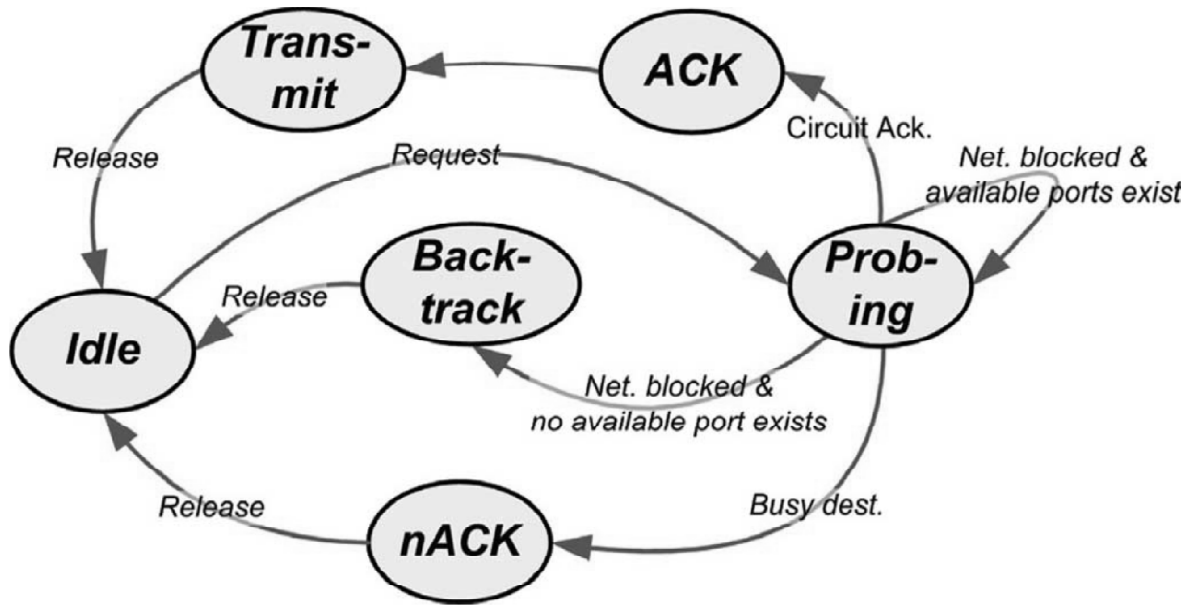 Trans-
mit
ACK
Circuit Ack.
Release
Request
Net. blocked &
available ports exist
Back-
track
Prob-
ing
Release
Idle
Net. blocked &
no available port exists
Release
nACK
Busy dest.